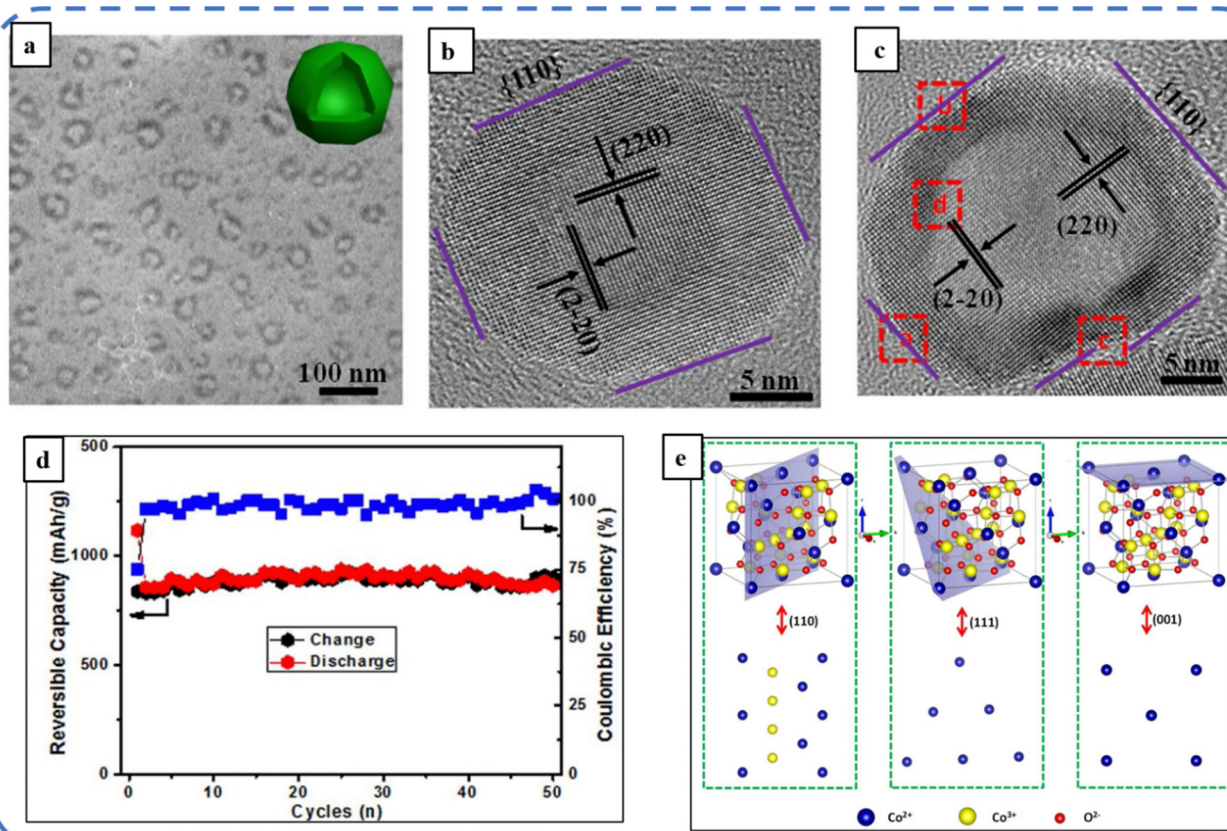 a
100 nm
b
{110}
(220)
(2-20)
5 nm
c
b
{110}
d
(220)
(2-20)
a
c
5 nm
d
Reversible Capacity (mAh/g)
500
1000
500
0
100
75
50
25
0
Coulombic Efficiency (%)
Change
Discharge
0 10 20 30 40 50
Cycles (n)
e
(110)
(111)
(001)
Co2+ Co3+ O2-